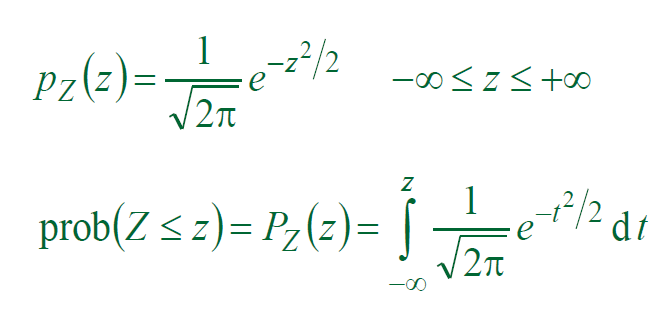 p_Z(z) = 1/√(2π) e^(−z²/2)   −∞ ≤ z ≤ +∞
prob(Z ≤ z) = P_Z(z) = ∫_(−∞)^z 1/√(2π) e^(−t²/2) dt